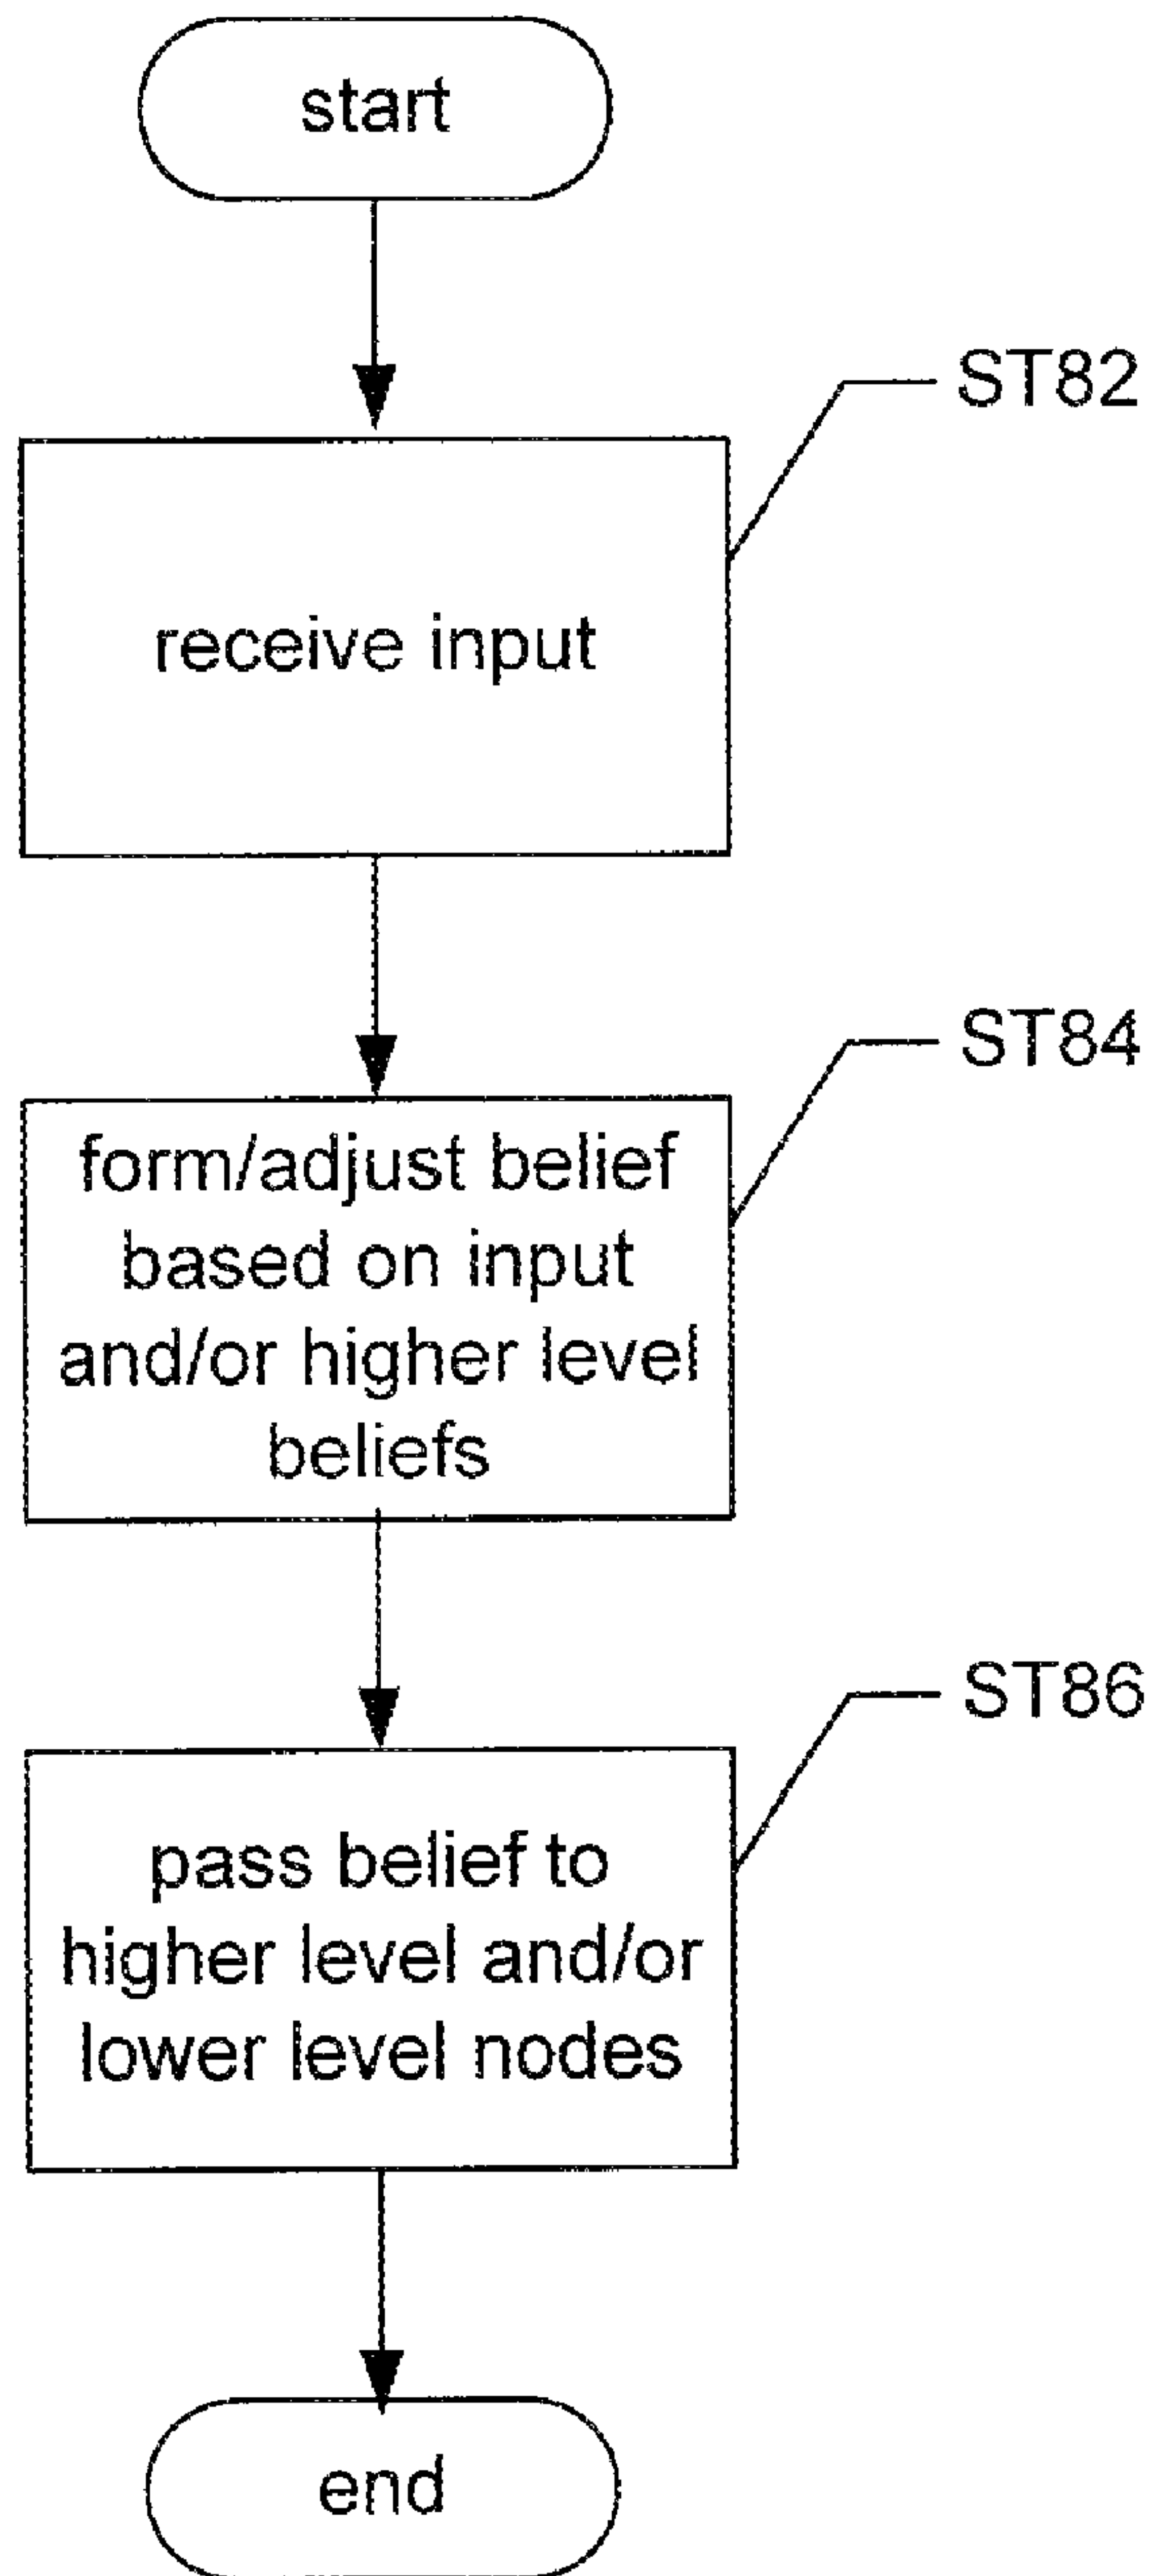 start
ST82
receive input
ST84
form/adjust belief
based on input
and/or higher level
beliefs
ST86
pass belief to
higher level and/or
lower level nodes
end